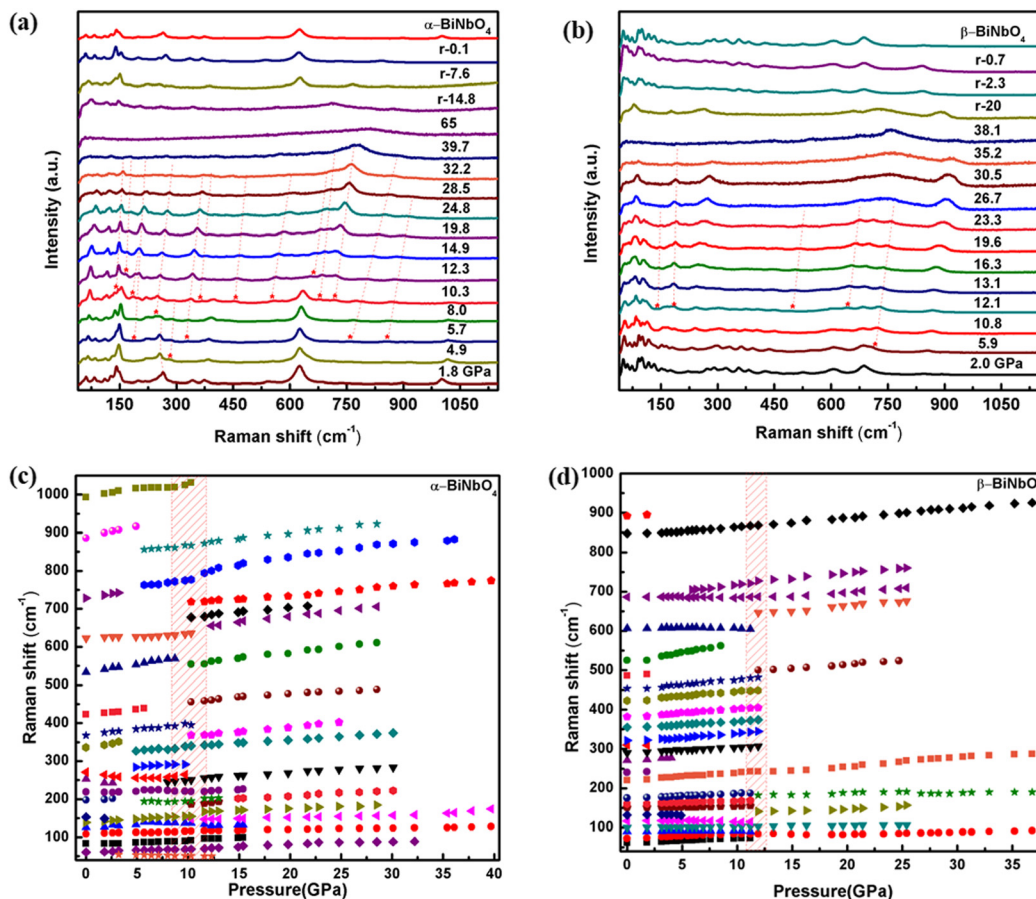 (a)
α−BiNbO4
r-0.1
r-7.6
r-14.8
65
39.7
32.2
28.5
24.8
19.8
14.9
12.3
10.3
8.0
5.7
4.9
1.8 GPa
Intensity (a.u.)
150 300 450 600 750 900 1050
Raman shift (cm-1)
(b)
β−BiNbO4
r-0.7
r-2.3
r-20
38.1
35.2
30.5
26.7
23.3
19.6
16.3
13.1
12.1
10.8
5.9
2.0 GPa
Intensity (a.u.)
150 300 450 600 750 900 1050
Raman shift (cm-1)
(c)
α−BiNbO4
1000
900
800
700
600
500
400
300
200
100
Raman shift (cm-1)
0 5 10 15 20 25 30 35 40
Pressure(GPa)
(d)
β−BiNbO
1000
900
800
700
600
500
400
300
200
100
Raman shift (cm-1)
0 5 10 15 20 25 30 35
Pressure(GPa)